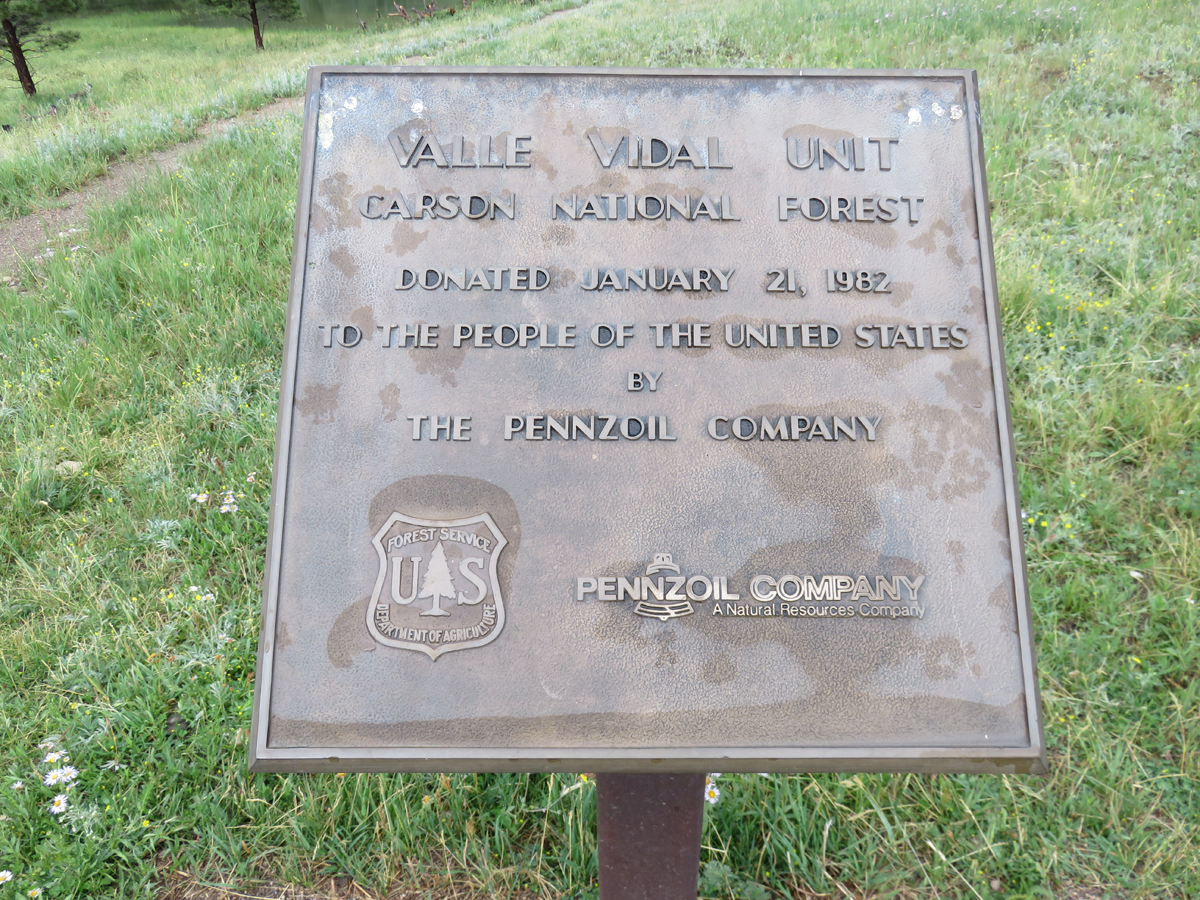 VALLE VIDAL UNIT
CARSON NATIONAL FOREST
DONATED JANUARY 21, 1982
TO THE PEOPLE OF THE UNITED STATES
BY
THE PENNZOIL COMPANY
FOREST SERVICE
U S
DEPARTMENT OF AGRICULTURE
PENNZOIL COMPANY
A Natural Resources Company